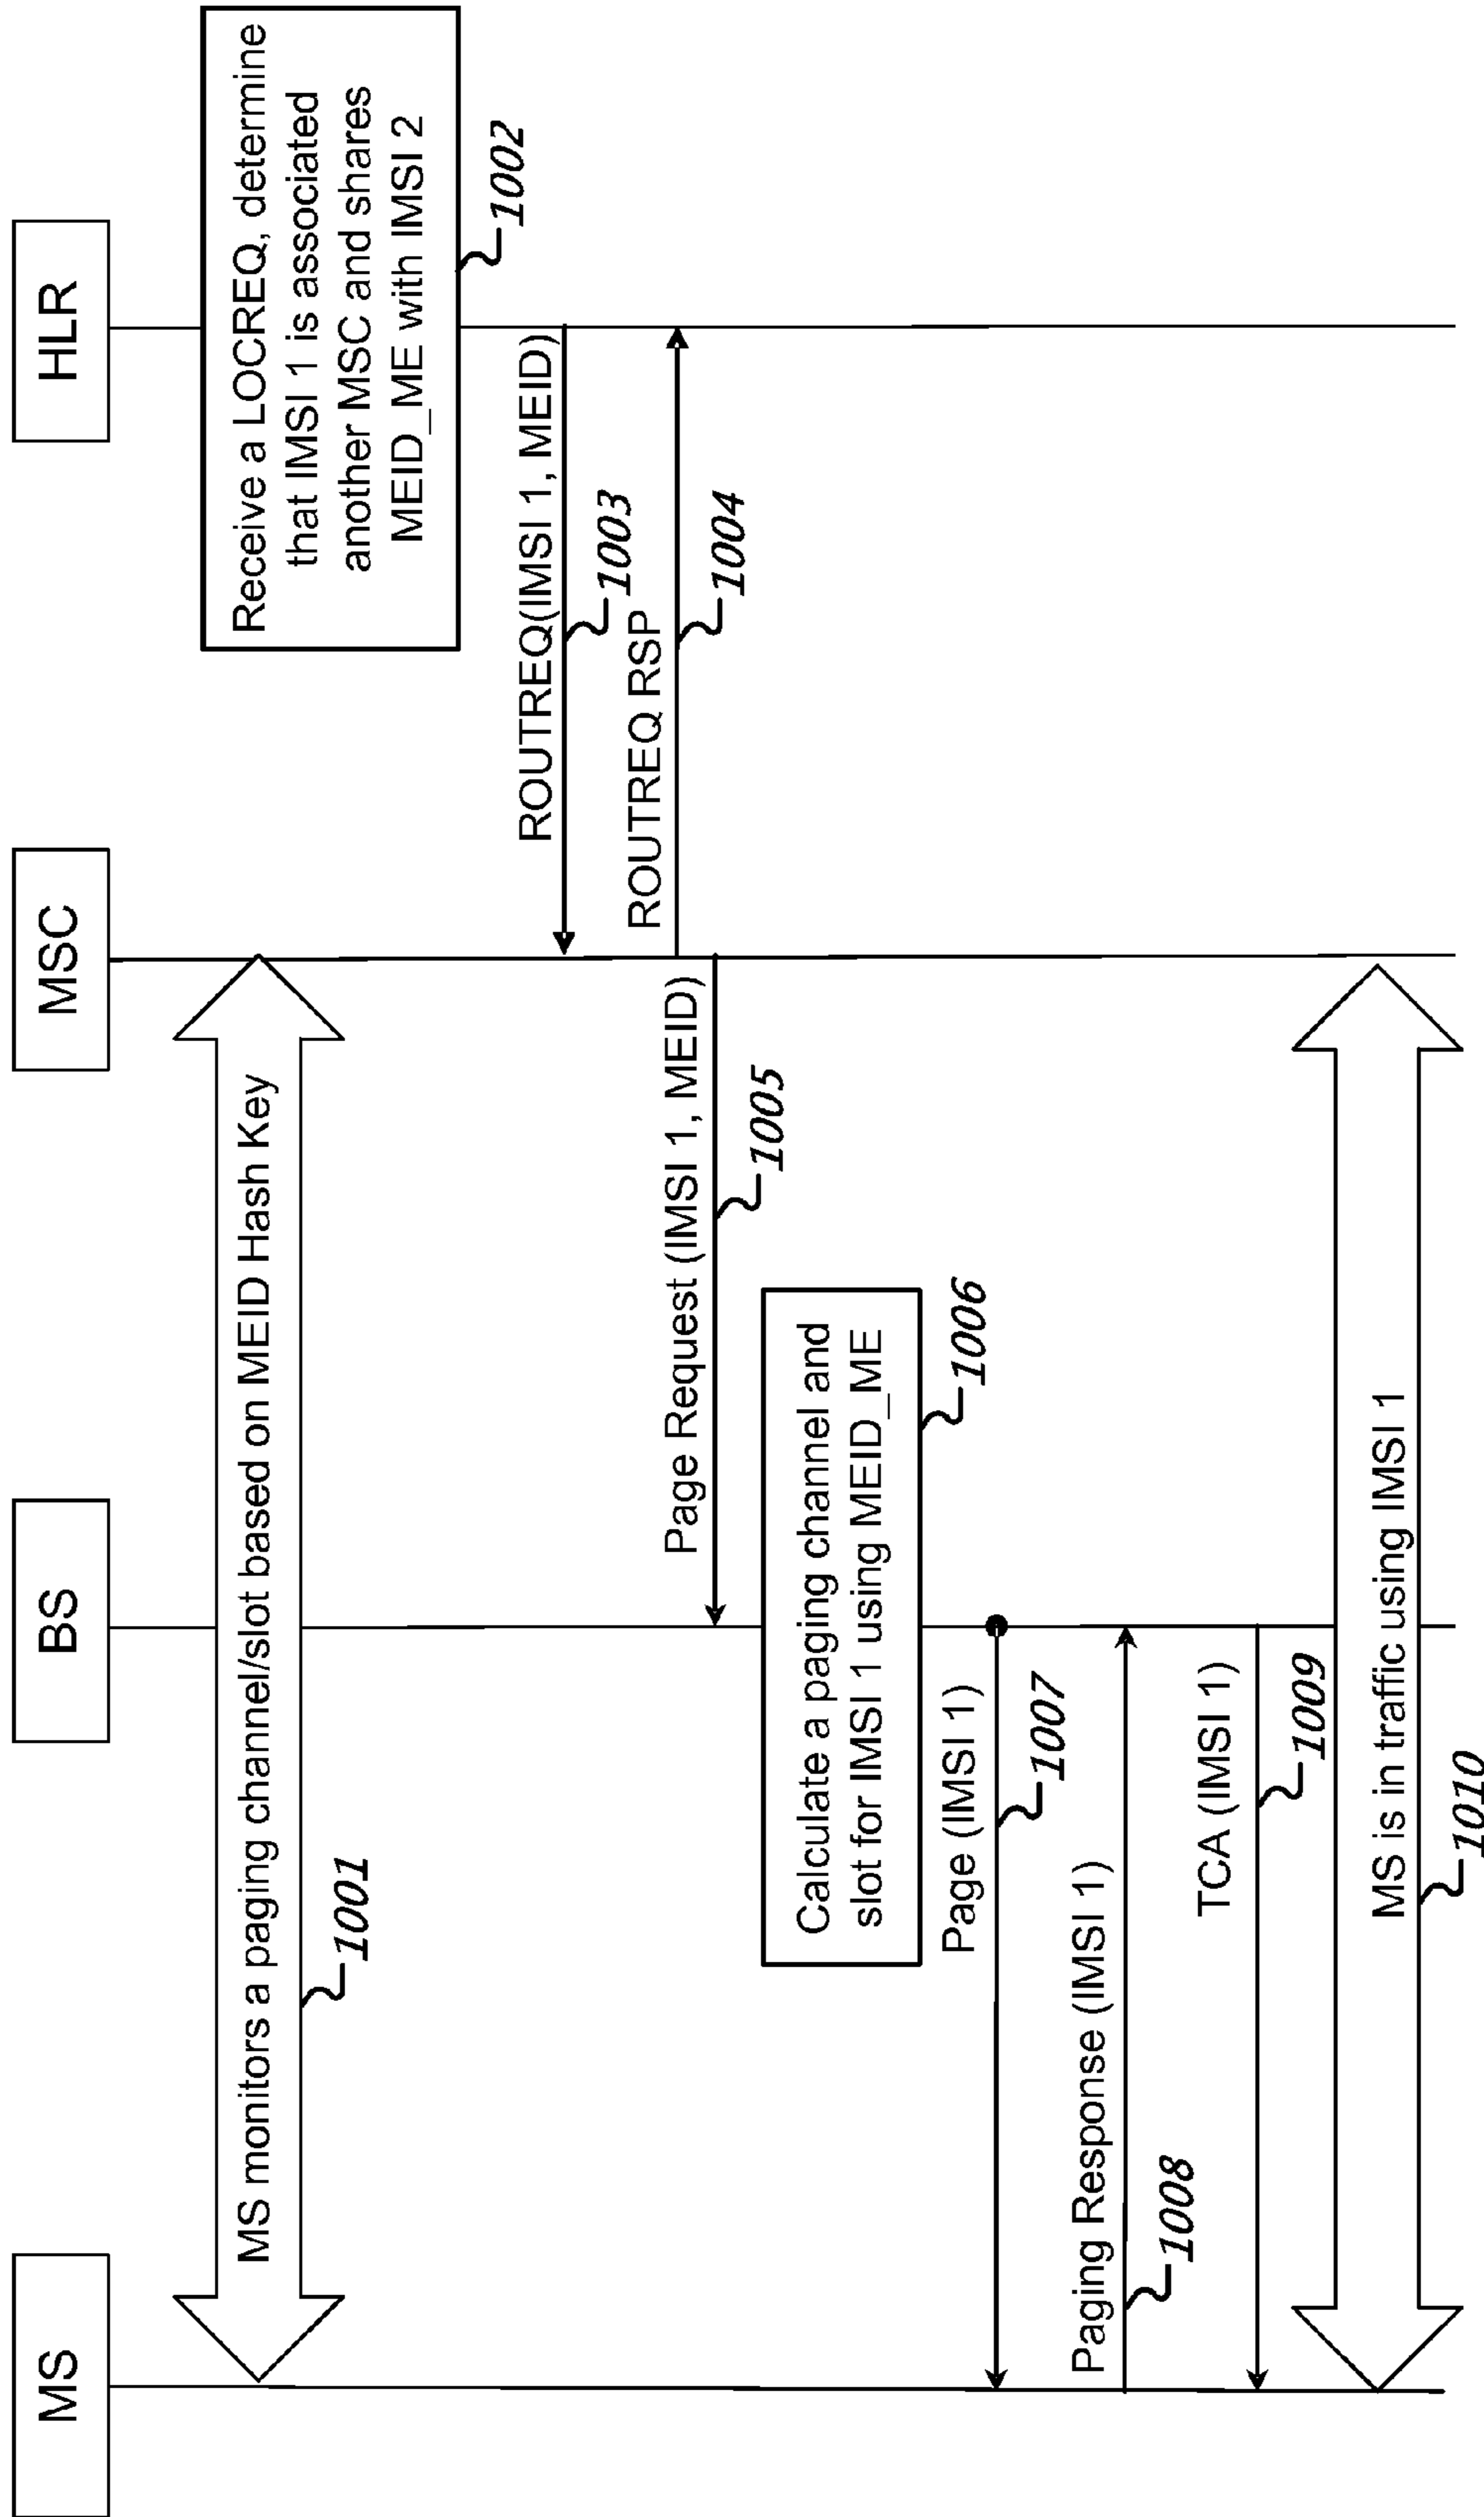 MS
BS
MSC
HLR
MS monitors a paging channel/slot based on MEID Hash Key
1001
Receive a LOCREQ, determine
that IMSI 1 is associated
another MSC and shares
MEID_ME with IMSI 2
1002
ROUTREQ(IMSI 1, MEID)
1003
ROUTREQ RSP
1004
Page Request (IMSI 1, MEID)
1005
Calculate a paging channel and
slot for IMSI 1 using MEID_ME
1006
Page (IMSI 1)
1007
Paging Response (IMSI 1)
1008
TCA (IMSI 1)
1009
MS is in traffic using IMSI 1
1010